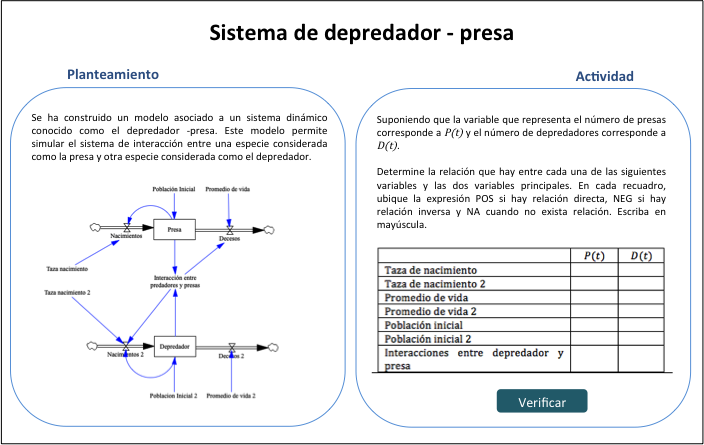 Sistema de depredador - presa
Planteamiento
Se ha construido un modelo asociado a un sistema dinámico
conocido como el depredador -presa. Este modelo permite
simular el sistema de interacción entre una especie considerada
como la presa y otra especie considerada como el depredador.
Población Inicial
Promedio de vida
Presa
Nacimientos
Decesos
Taza nacimiento
Interacción entre
predadores y presas
Taza nacimiento 2
Depredador
Nacimientos 2
Decesos 2
Poblacion Inicial 2
Promedio de vida 2
Actividad
Suponiendo que la variable que representa el número de presas
corresponde a P(t) y el número de depredadores corresponde a
D(t).
Determine la relación que hay entre cada una de las siguientes
variables y las dos variables principales. En cada recuadro,
ubique la expresión POS si hay relación directa, NEG si hay
relación inversa y NA cuando no exista relación. Escriba en
mayúscula.
P(t) D(t)
Taza de nacimiento
Taza de nacimiento 2
Promedio de vida
Promedio de vida 2
Población inicial
Población inicial 2
Interacciones entre depredador y
presa
Verificar